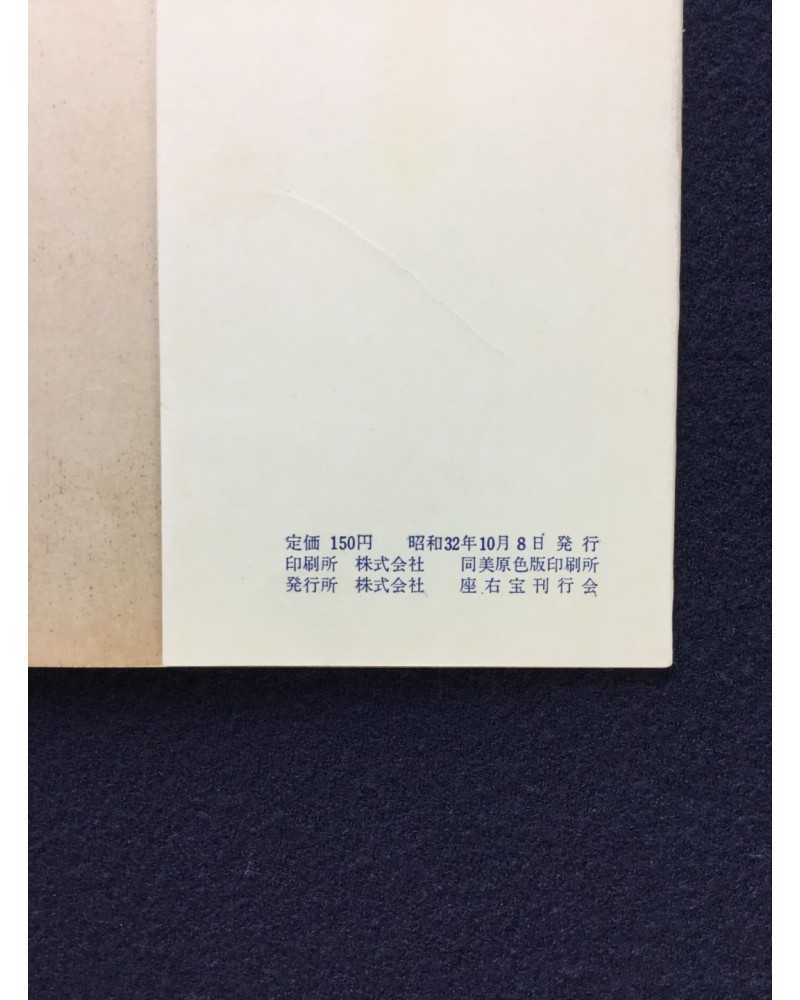 定価 150円 昭和32年10月8日 発行
印刷所 株式会社 同美原色版印刷所
発行所 株式会社 座右宝刊行会